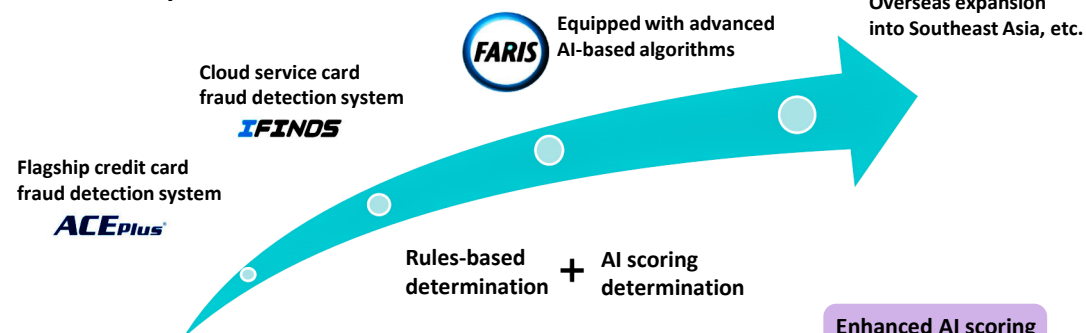 Overseas expansion
into Southeast Asia, etc.
Equipped with advanced
AI-based algorithms
FARIS
Cloud service card
fraud detection system
IFINDS
Flagship credit card
fraud detection system
ACEPlus
Rules-based
determination
+
AI scoring
determination
Enhanced AI scoring